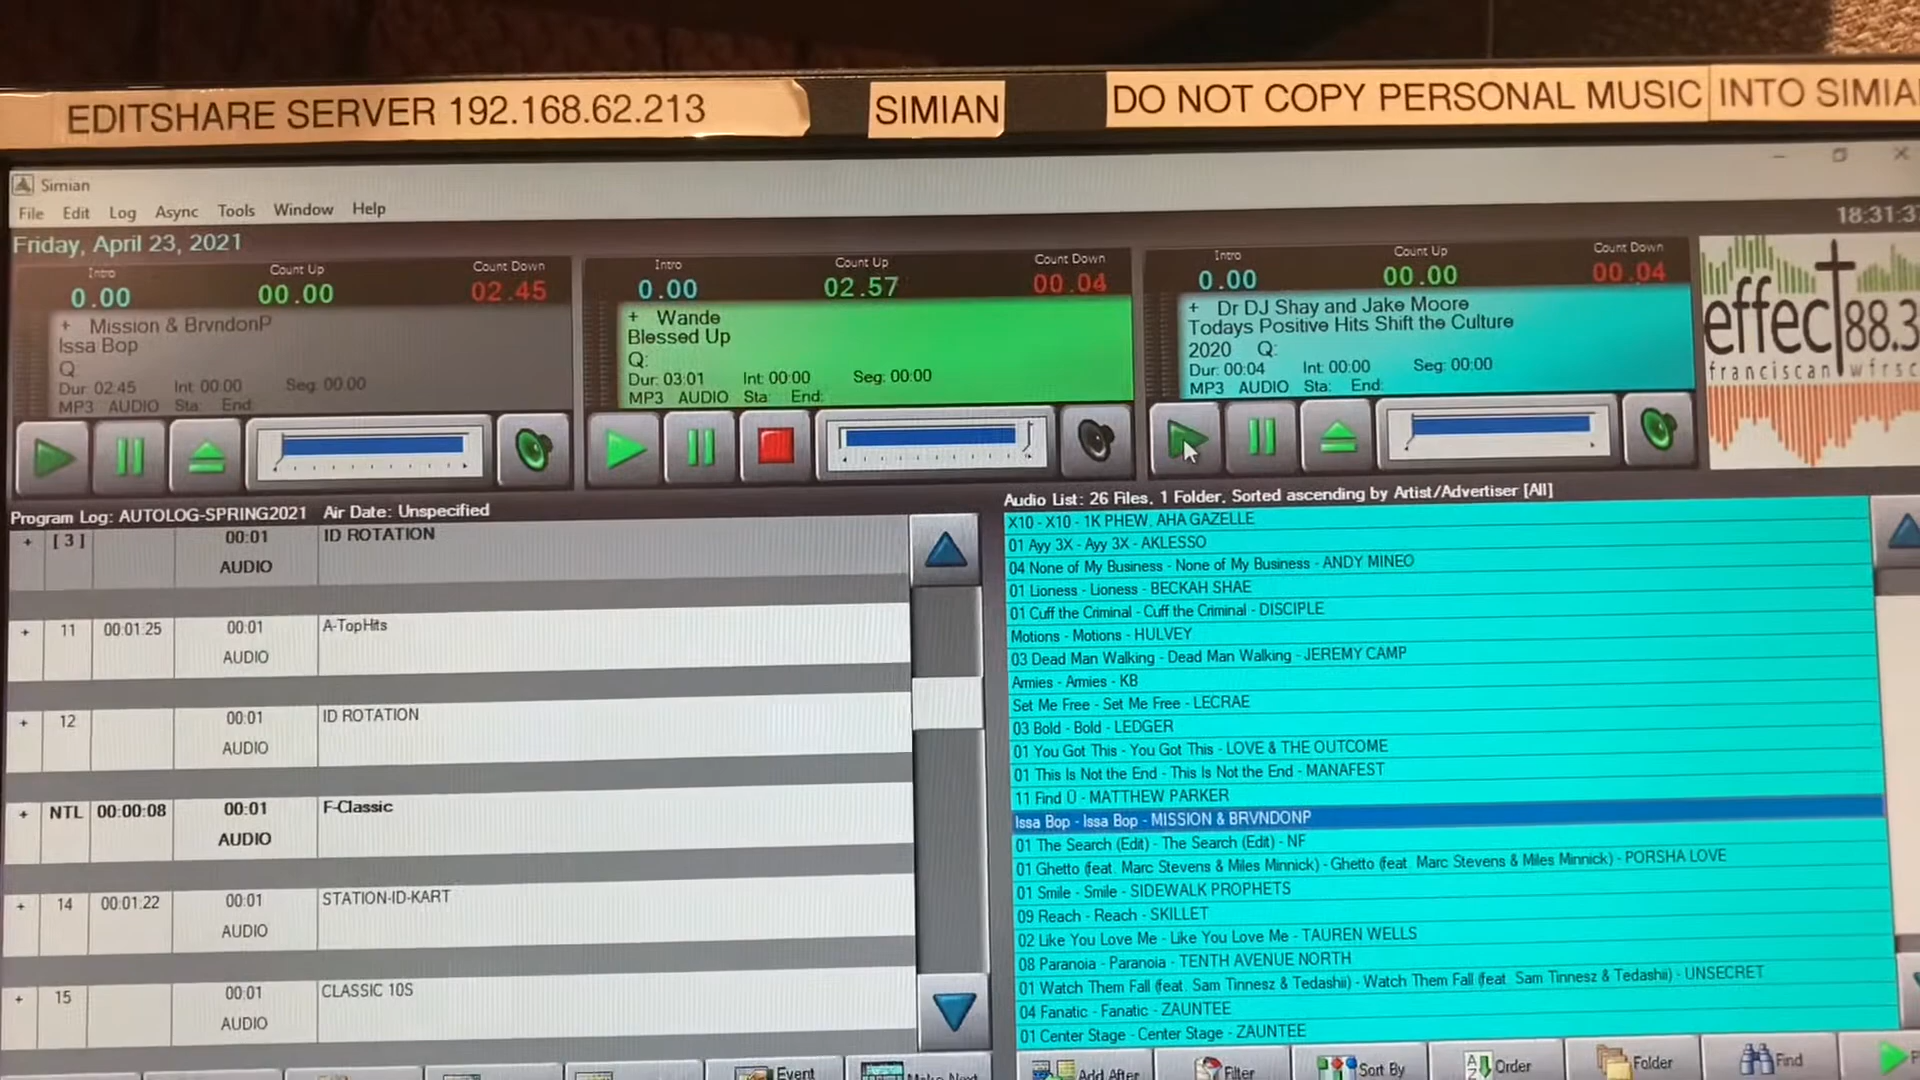 EDITSHARE SERVER 192.168.62.213
SIMIAN
DO NOT COPY PERSONAL MUSIC INTO
Simian
File Edit Log Async Tools Window Help
Friday, April 23, 2021
Intro Count Up Count Down
0.00 00.00 02.45
+ Mission & BrvndonP
Issa Bop
Q
Dur: 02:45 Int: 00:00 Seg: 00:00
MP3 AUDIO Sta: End:
Intro Count Up Count Down
0.00 02.57 00.04
+ Wande
Blessed Up
Q:
Dur: 03:01 Int: 00:00 Seg: 00:00
MP3 AUDIO Sta: End:
Intro Count Up Count Down
0.00 00.00 00.04
+ Dr DJ Shay and Jake Moore
Todays Positive Hits Shift the Culture
2020 Q:
Dur: 00:04 Int: 00:00 Seg: 00:00
MP3 AUDIO Sta: End:
effect 88.3
franciscan wfrsc
Program Log: AUTOLOG-SPRING2021 Air Date: Unspecified
+ [ 3 ] 00:01 ID ROTATION
AUDIO
+ 11 00:01:25 00:01 A-TopHits
AUDIO
+ 12 00:01 ID ROTATION
AUDIO
+ NTL 00:00:08 00:01 F-Classic
AUDIO
+ 14 00:01:22 00:01 STATION-ID-KART
AUDIO
+ 15 00:01 CLASSIC 10S
AUDIO
Event
Make Next
Audio List: 26 Files, 1 Folder, Sorted ascending by Artist/Advertiser [All]
X10 - X10 - 1K PHEW, AHA GAZELLE
01 Ayy 3X - Ayy 3X - AKLESSO
04 None of My Business - None of My Business - ANDY MINEO
01 Lioness - Lioness - BECKAH SHAE
01 Cuff the Criminal - Cuff the Criminal - DISCIPLE
Motions - Motions - HULVEY
03 Dead Man Walking - Dead Man Walking - JEREMY CAMP
Armies - Armies - KB
Set Me Free - Set Me Free - LECRAE
03 Bold - Bold - LEDGER
01 You Got This - You Got This - LOVE & THE OUTCOME
01 This Is Not the End - This Is Not the End - MANAFEST
11 Find () - MATTHEW PARKER
Issa Bop - Issa Bop - MISSION & BRVNDONP
01 The Search (Edit) - The Search (Edit) - NF
01 Ghetto (feat. Marc Stevens & Miles Minnick) - Ghetto (feat. Marc Stevens & Miles Minnick) - PORSHA LOVE
01 Smile - Smile - SIDEWALK PROPHETS
09 Reach - Reach - SKILLET
02 Like You Love Me - Like You Love Me - TAUREN WELLS
08 Paranoia - Paranoia - TENTH AVENUE NORTH
01 Watch Them Fall (feat. Sam Tinnesz & Tedashii) - Watch Them Fall (feat. Sam Tinnesz & Tedashii) - UNSECRET
04 Fanatic - Fanatic - ZAUNTEE
01 Center Stage - Center Stage - ZAUNTEE
Add After Filter Sort By Order Folder Find